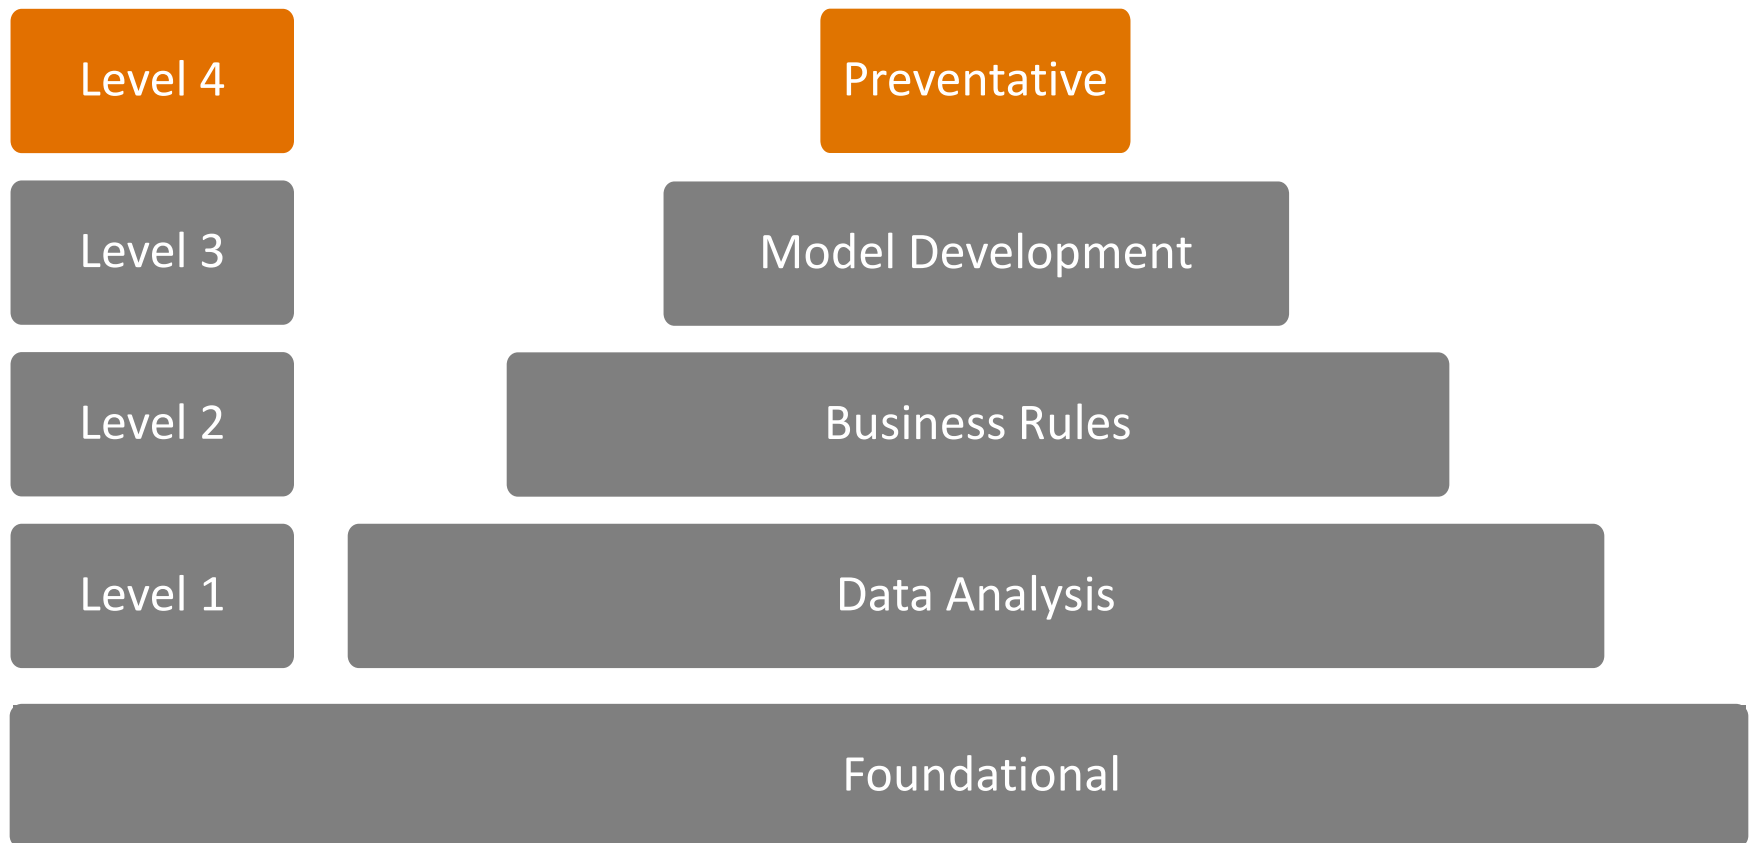 Level 4
Preventative
Level 3
Model Development
Level 2
Business Rules
Level 1
Data Analysis
Foundational